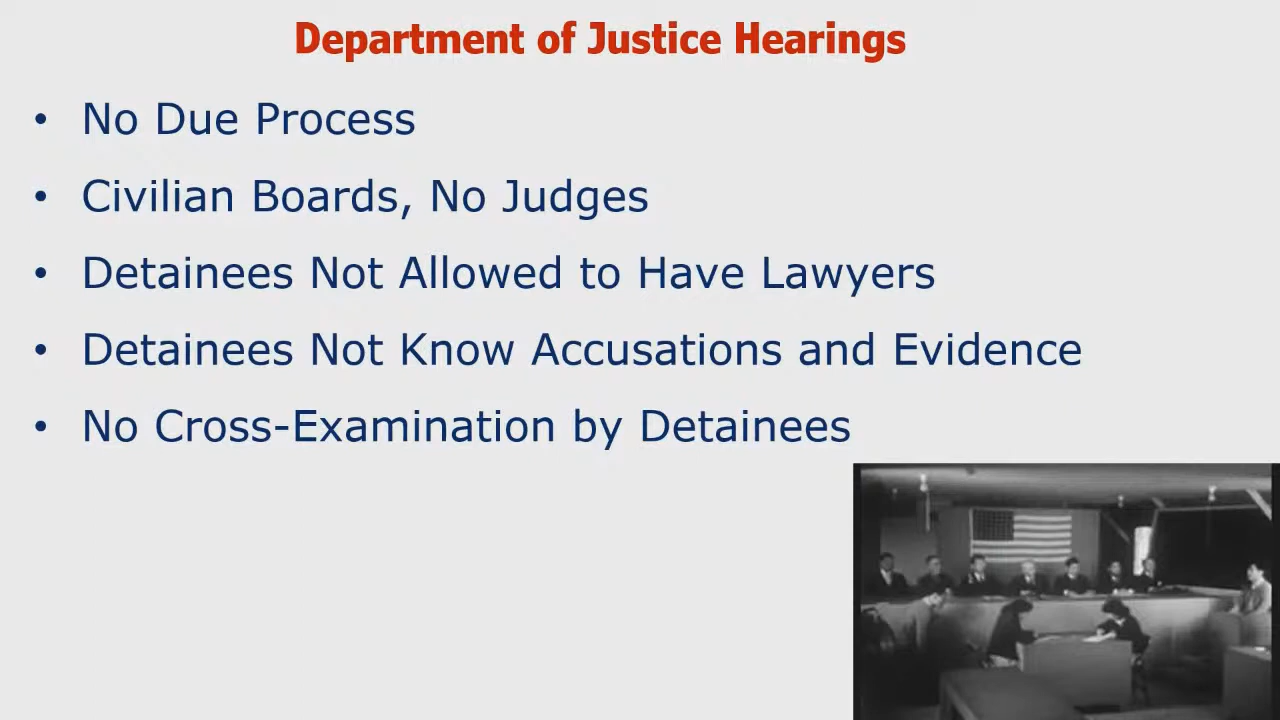 Department of Justice Hearings
• No Due Process
• Civilian Boards, No Judges
• Detainees Not Allowed to Have Lawyers
• Detainees Not Know Accusations and Evidence
• No Cross-Examination by Detainees